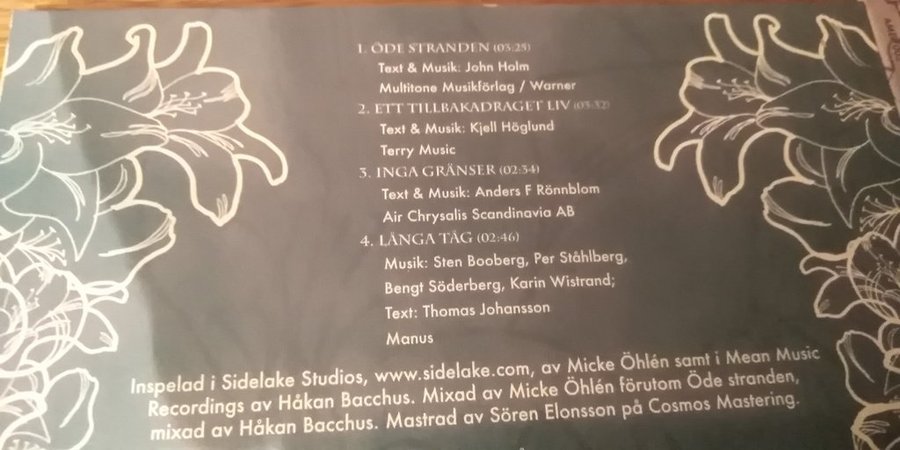 1. ÖDE STRANDEN (03:25)
Text & Musik: John Holm
Multitone Musikförlag / Warner
2. ETT TILLBAKADRAGET LIV (03:32)
Text & Musik: Kjell Höglund
Terry Music
3. INGA GRÄNSER (02:34)
Text & Musik: Anders F Rönnblom
Air Chrysalis Scandinavia AB
4. LÅNGA TÅG (02:46)
Musik: Sten Booberg, Per Ståhlberg,
Bengt Söderberg, Karin Wistrand;
Text: Thomas Johansson
Manus
Inspelad i Sidelake Studios, www.sidelake.com, av Micke Öhlén samt i Mean Music
Recordings av Håkan Bacchus. Mixad av Micke Öhlén förutom Öde stranden,
mixad av Håkan Bacchus. Mastrad av Sören Elonsson på Cosmos Mastering.